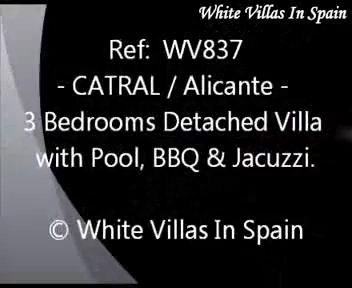 White Villas In Spain
Ref: WV837
- CATRAL / Alicante -
3 Bedrooms Detached Villa
with Pool, BBQ & Jacuzzi.
© White Villas In Spain